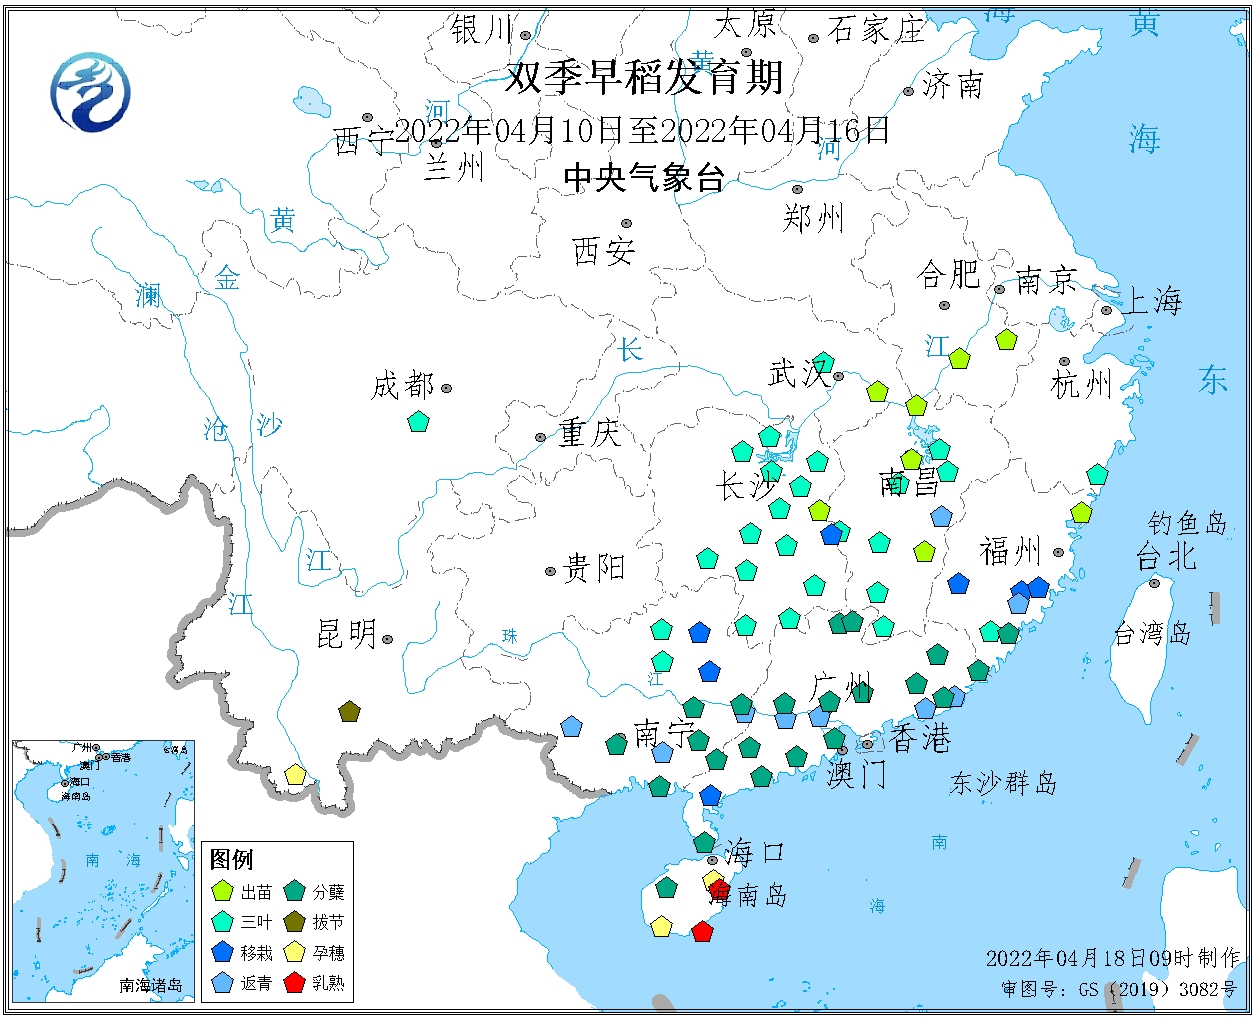 银川
太原
石家庄
海
黄
双季早稻发育期
黄
济南
河
西宁
2022年04月10日至2022年04月16日
兰州
河
海
中央气象台
黄
郑州
西安
金
澜
合肥
南京
上海
长
江
武汉
杭州
东
成都
沧
沙
重庆
长沙
南昌
钓鱼岛
福州
台北
江
贵阳
江
昆明
珠
台湾岛
江
广州
南宁
香港
澳门
东沙群岛
南
海口
海南岛
海
广州
香港
澳门
台湾岛
海口
海南岛
南 海
南海诸岛
图例
出苗 分蘖
三叶 拔节
移栽 孕穗
返青 乳熟
2022年04月18日09时制作
审图号: GS (2019) 3082号